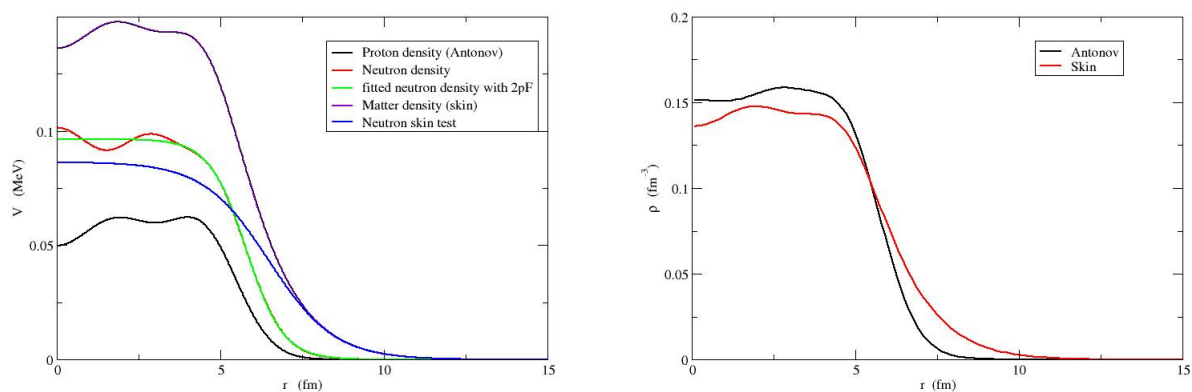 Proton density (Antonov)
Neutron density
fitted neutron density with 2pF
Matter density (skin)
Neutron skin test
V (MeV)
0.1
0.05
0
0
5
10
15
r (fm)
Antonov
Skin
ρ (fm⁻³)
0.2
0.15
0.1
0.05
0
0
5
10
15
r (fm)